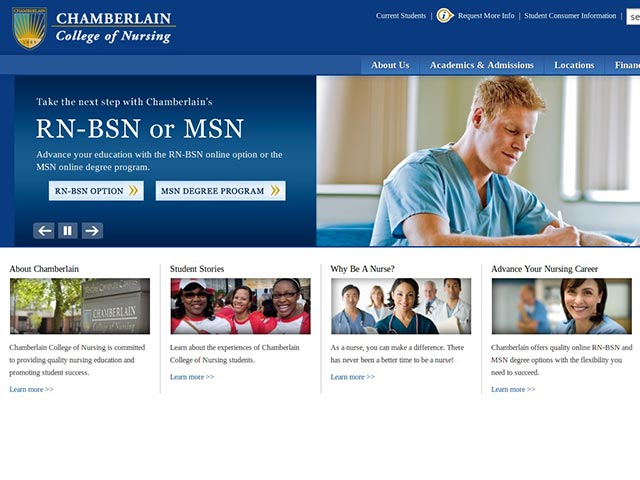 CHAMBERLAIN
College of Nursing
Current Students | Request More Info | Student Consumer Information | se
About Us Academics & Admissions Locations Finan
Take the next step with Chamberlain's
RN-BSN or MSN
Advance your education with the RN-BSN online option or the
MSN online degree program.
RN-BSN OPTION MSN DEGREE PROGRAM
About Chamberlain
CHAMBERLAIN
College of Nursing
Chamberlain College of Nursing is committed
to providing quality nursing education and
promoting student success.
Learn more >>
Student Stories
Learn about the experiences of Chamberlain
College of Nursing students.
Learn more >>
Why Be A Nurse?
As a nurse, you can make a difference. There
has never been a better time to be a nurse!
Learn more >>
Advance Your Nursing Career
Chamberlain offers quality online RN-BSN and
MSN degree options with the flexibility you
need to succeed.
Learn more >>